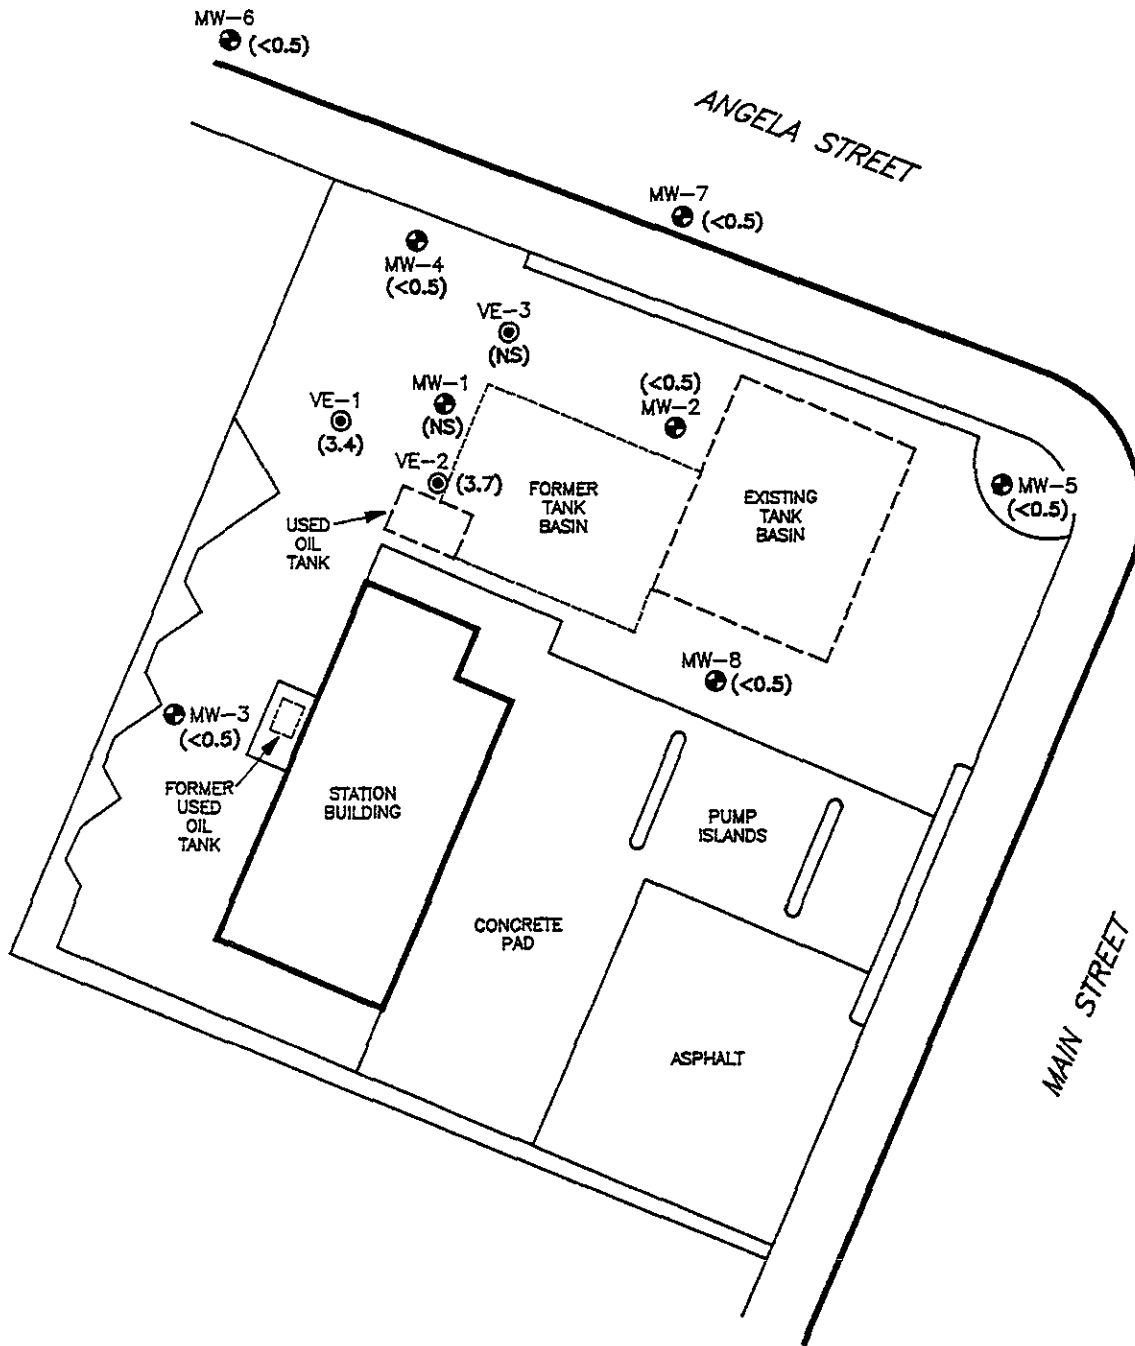 MW-6
(<0.5)
ANGELA STREET
MW-7
(<0.5)
MW-4
(<0.5)
VE-3
(NS)
MW-1
(NS)
VE-1
(3.4)
VE-2
(3.7)
(<0.5)
MW-2
FORMER
TANK
BASIN
EXISTING
TANK
BASIN
MW-5
(<0.5)
USED
OIL
TANK
MW-8
(<0.5)
MW-3
(<0.5)
FORMER
USED
OIL
TANK
STATION
BUILDING
PUMP
ISLANDS
CONCRETE
PAD
ASPHALT
MAIN STREET